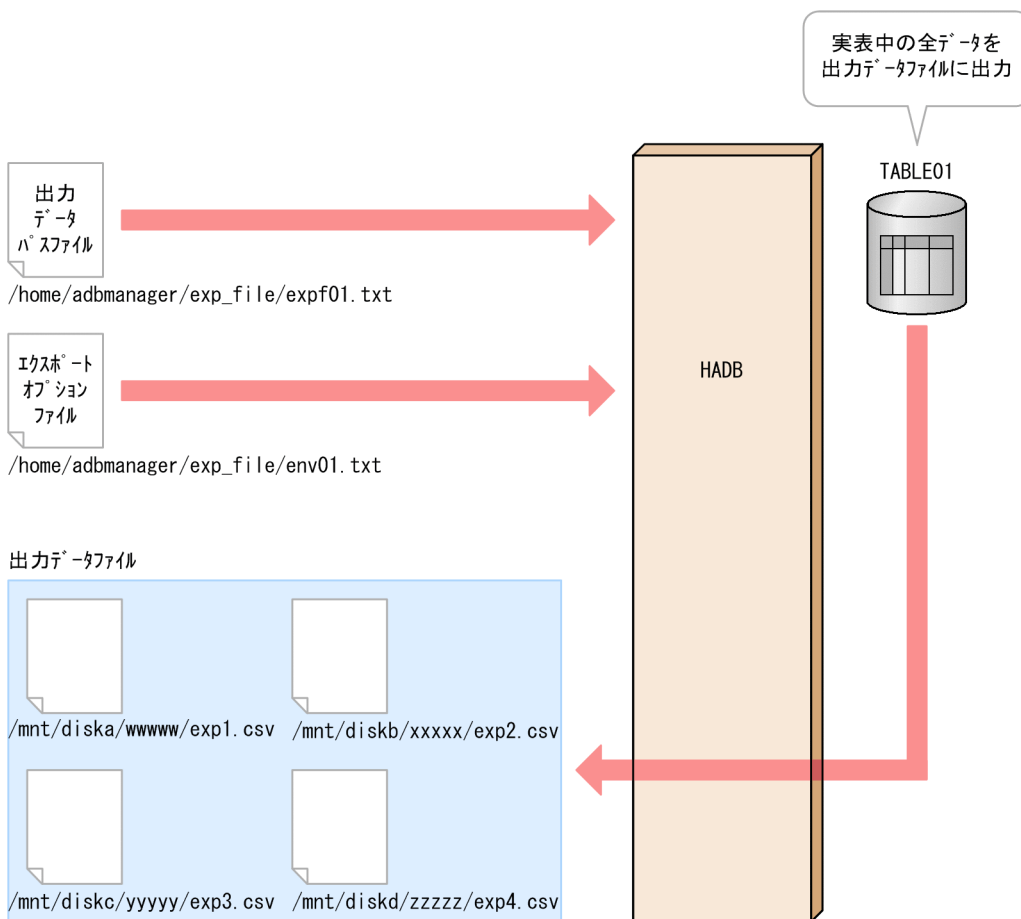 実表中の全ﾃﾞｰﾀを
出力ﾃﾞｰﾀﾌｧｲﾙに出力
TABLE01
出力
ﾃﾞｰﾀ
ﾊﾟｽﾌｧｲﾙ
/home/adbmanager/exp_file/expf01.txt
ｴｸｽﾎﾟｰﾄ
ｵﾌﾟｼｮﾝ
ﾌｧｲﾙ
/home/adbmanager/exp_file/env01.txt
HADB
出力ﾃﾞｰﾀﾌｧｲﾙ
/mnt/diska/wwwww/exp1.csv
/mnt/diskb/xxxxx/exp2.csv
/mnt/diskc/yyyyy/exp3.csv
/mnt/diskd/zzzzz/exp4.csv